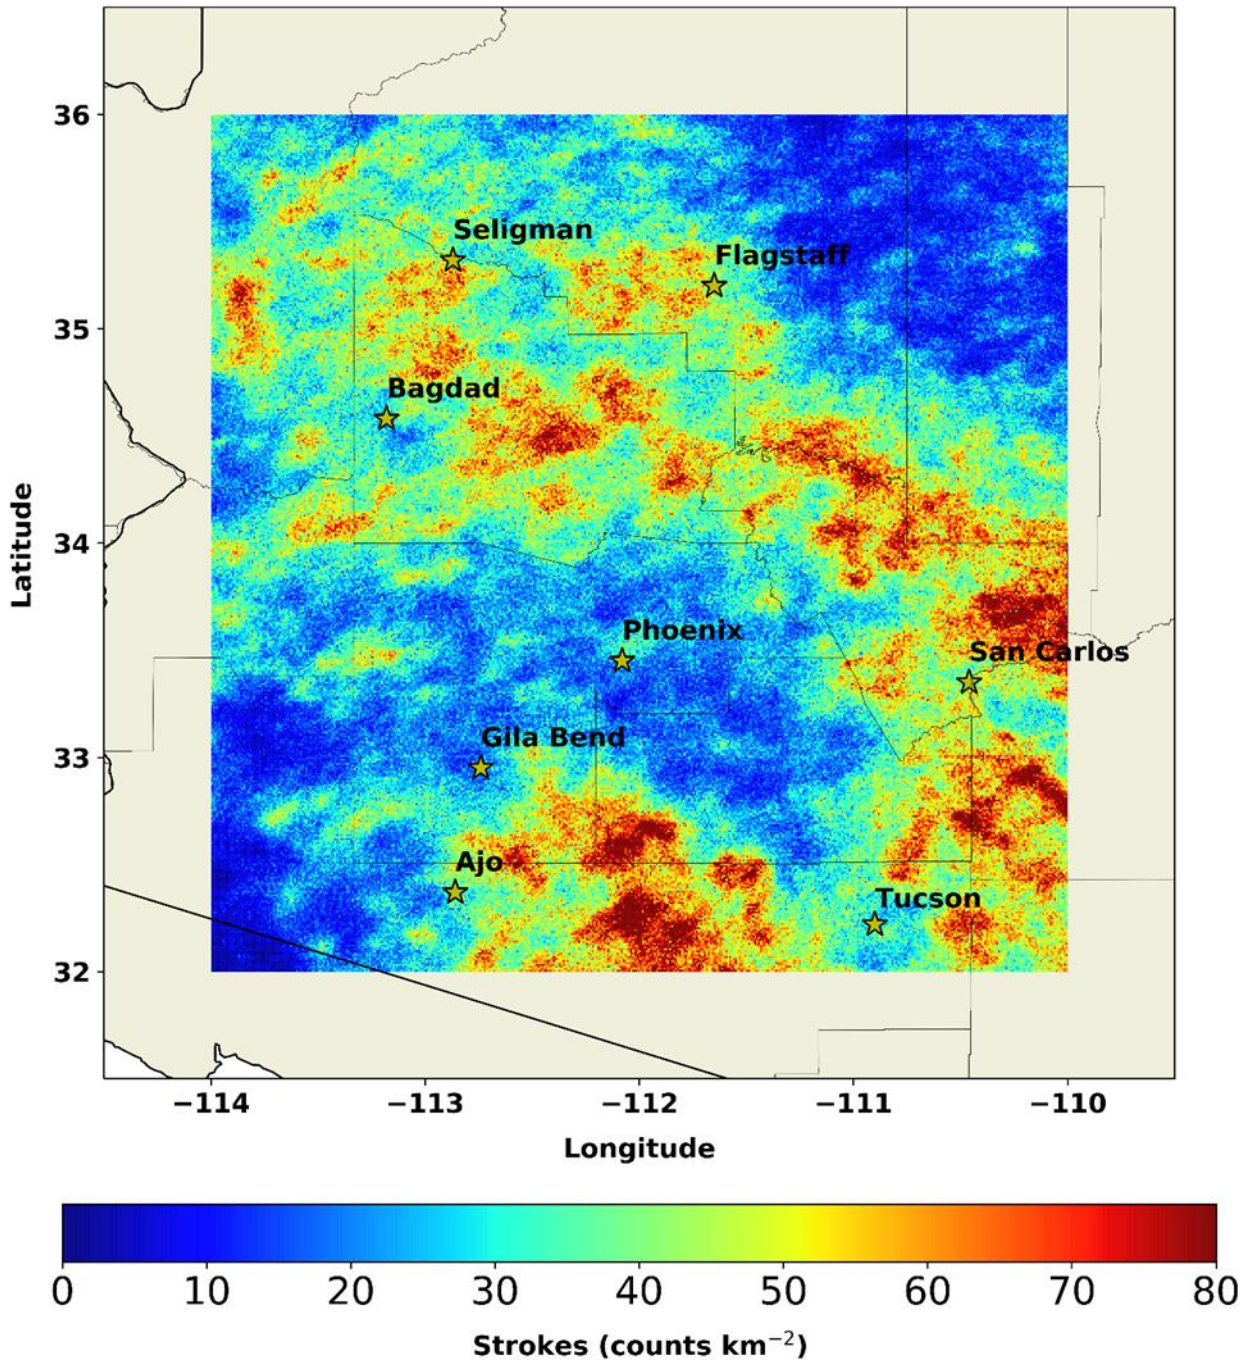 36
Seligman
Flagstaff
35
Bagdad
Latitude
34
Phoenix
San Carlos
33
Gila Bend
Ajo
Tucson
32
−114 −113 −112 −111 −110
Longitude
0 10 20 30 40 50 60 70 80
Strokes (counts km⁻²)